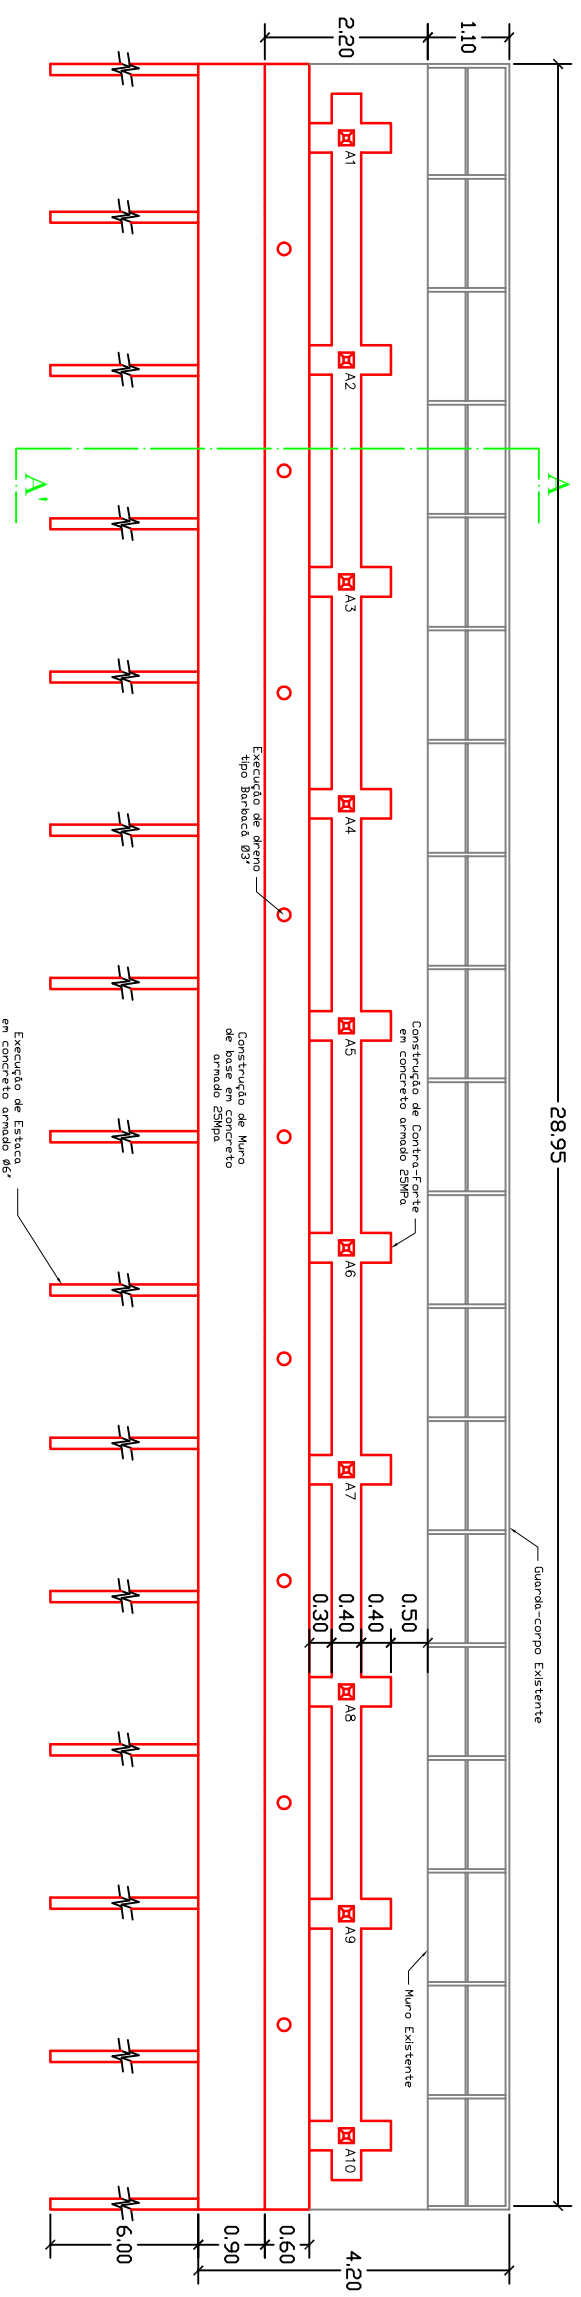 28.95
1.10
2.20
A
A'
A1
A2
A3
A4
A5
A6
A7
A8
A9
A10
Guarda-corpo Existente
Muro Existente
Construção de Contra-Forte
em concreto armado 25MPa
0.50
0.40
0.40
0.30
Execução de dreno
tipo Barbacã Ø3"
Construção de Muro
de base em concreto
armado 25Mpa
Execução de Estaca
em concreto armado Ø6"
4.20
0.60
0.90
6.00